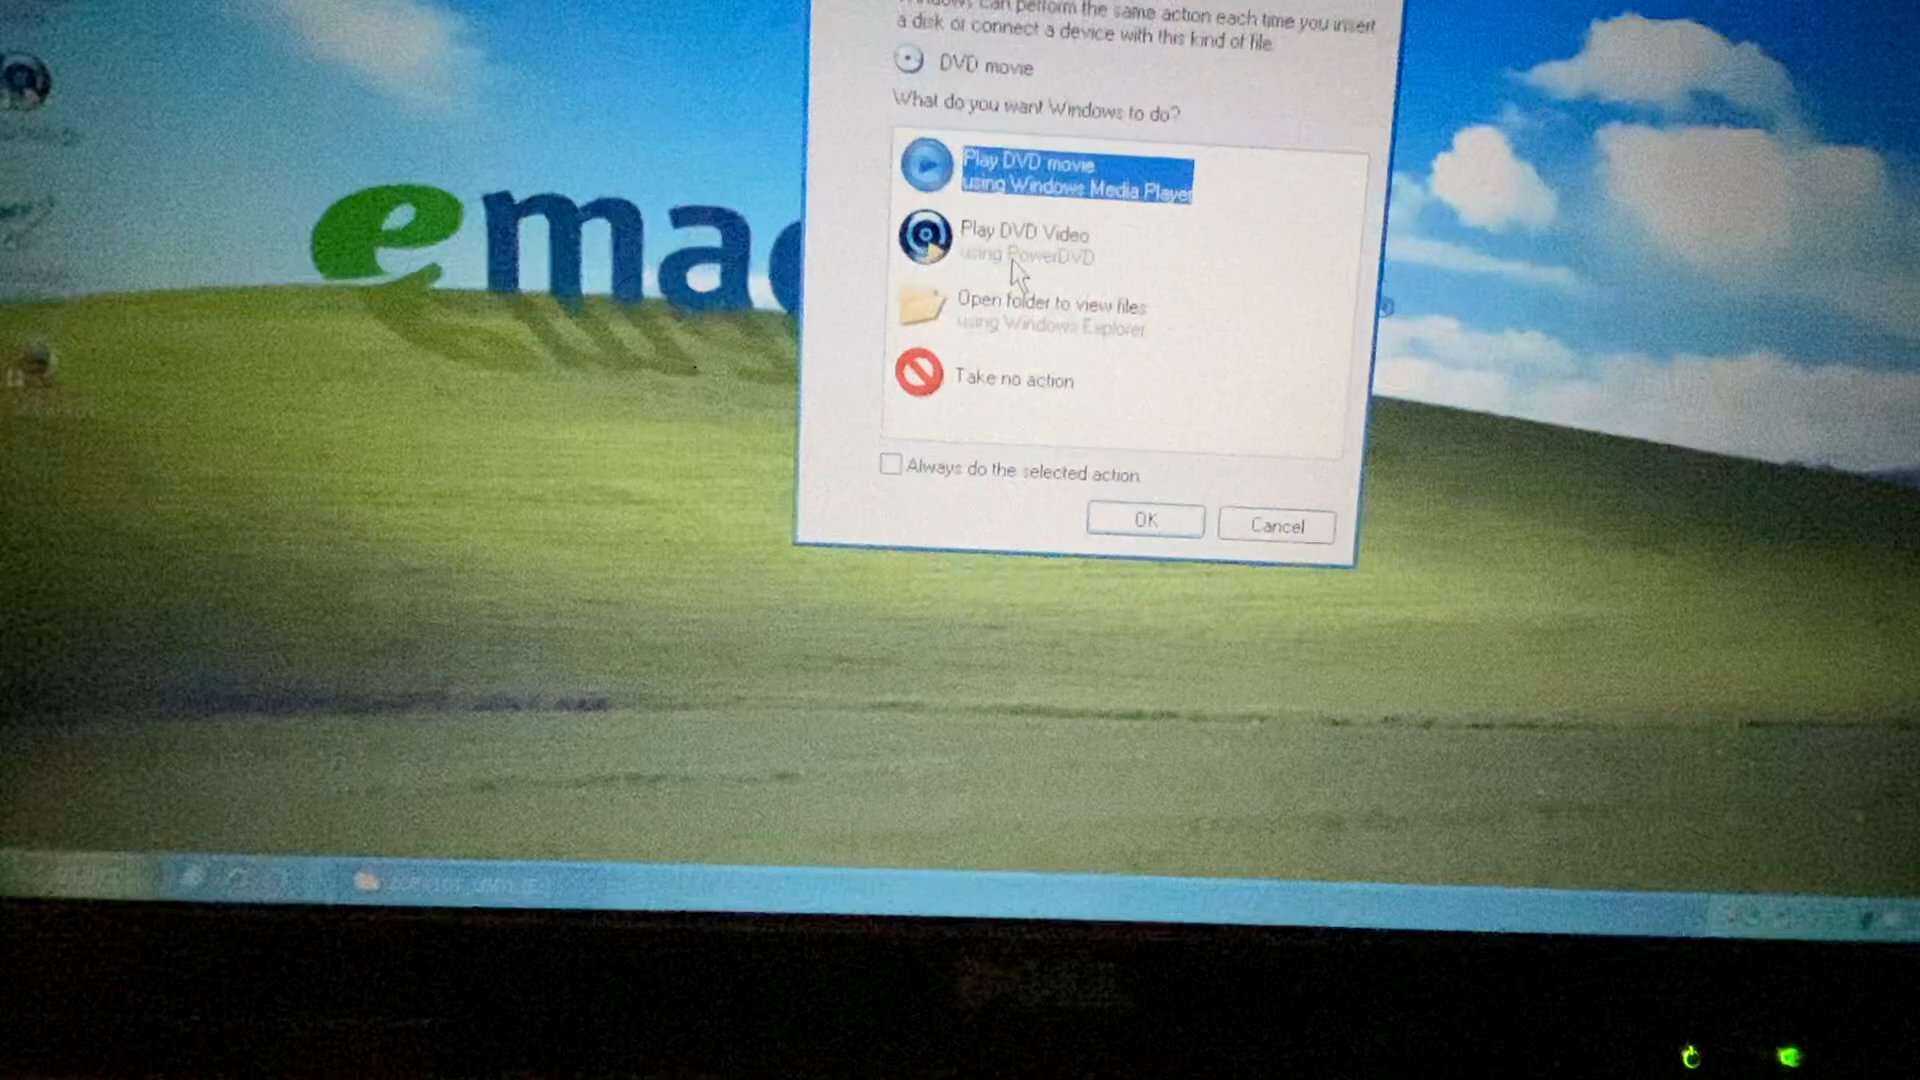 Windows can perform the same action each time you insert
a disk or connect a device with this kind of file:
DVD movie
What do you want Windows to do?
Play DVD movie
using Windows Media Player
Play DVD Video
using PowerDVD
Open folder to view files
using Windows Explorer
Take no action
Always do the selected action.
OK
Cancel
emac